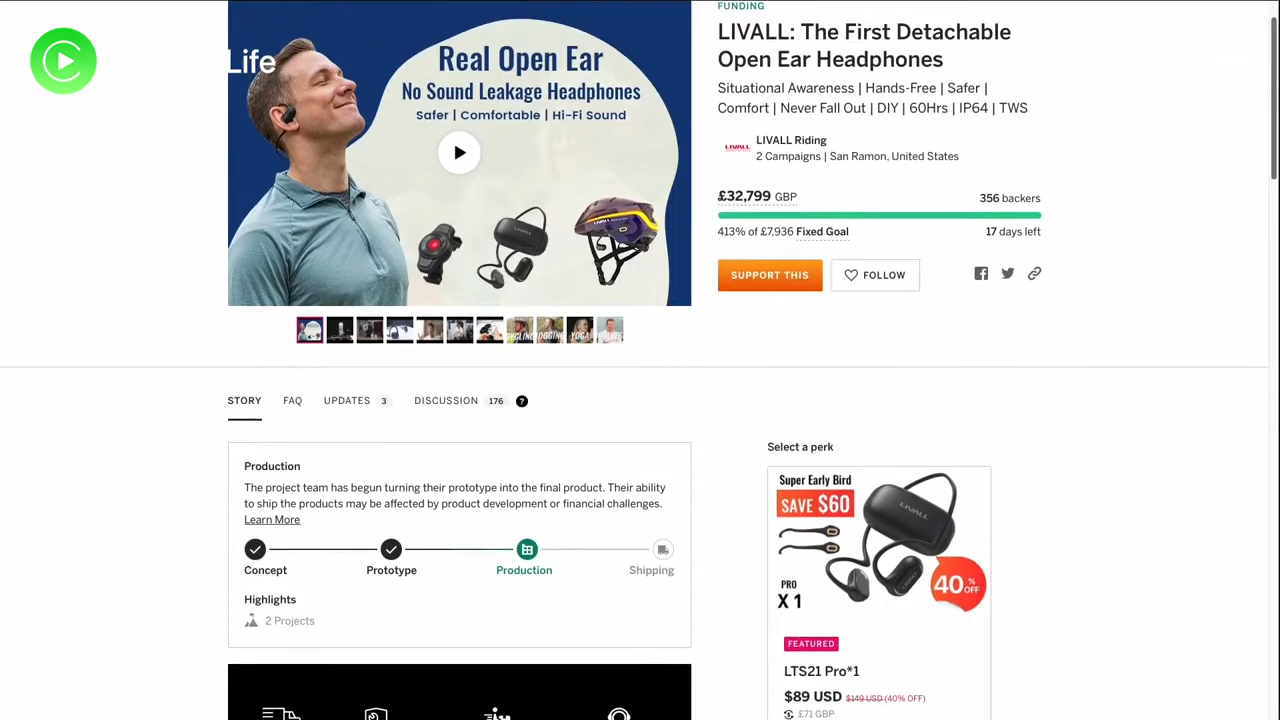 FUNDING
LIVALL: The First Detachable
Open Ear Headphones
Situational Awareness | Hands-Free | Safer |
Comfort | Never Fall Out | DIY | 60Hrs | IP64 | TWS
LIVALL
LIVALL Riding
2 Campaigns | San Ramon, United States
£32,799 GBP
356 backers
413% of £7,936 Fixed Goal
17 days left
SUPPORT THIS
FOLLOW
Life
Real Open Ear
No Sound Leakage Headphones
Safer | Comfortable | Hi-Fi Sound
LIVALL
LIVALL
STORY
FAQ
UPDATES 3
DISCUSSION 176 ?
Production
The project team has begun turning their prototype into the final product. Their ability
to ship the products may be affected by product development or financial challenges.
Learn More
Concept
Prototype
Production
Shipping
Highlights
2 Projects
Select a perk
Super Early Bird
SAVE $60
LIVALL
PRO
X 1
40% OFF
FEATURED
LTS21 Pro*1
$89 USD $149 USD (40% OFF)
£71 GBP